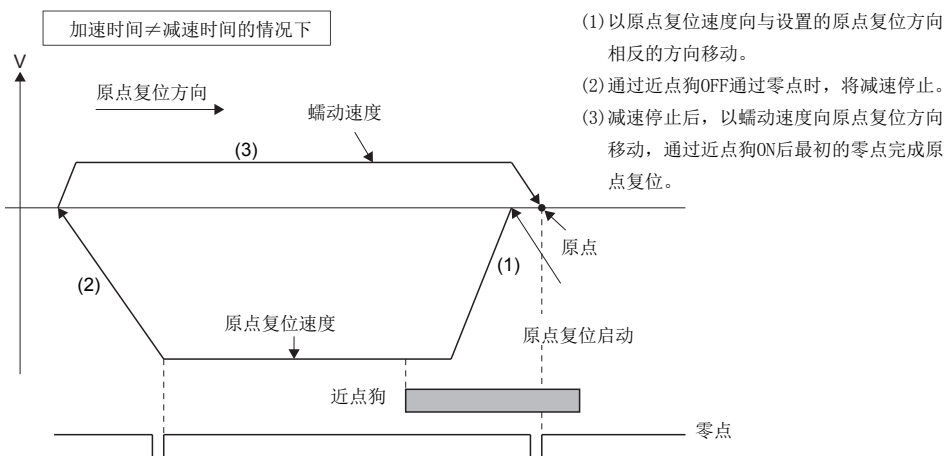 加速时间≠减速时间的情况下
V
原点复位方向
蠕动速度
(3)
原点
(1)
(2)
原点复位速度
原点复位启动
近点狗
零点
(1)以原点复位速度向与设置的原点复位方向
相反的方向移动。
(2)通过近点狗OFF通过零点时，将减速停止。
(3)减速停止后，以蠕动速度向原点复位方向
移动，通过近点狗ON后最初的零点完成原
点复位。